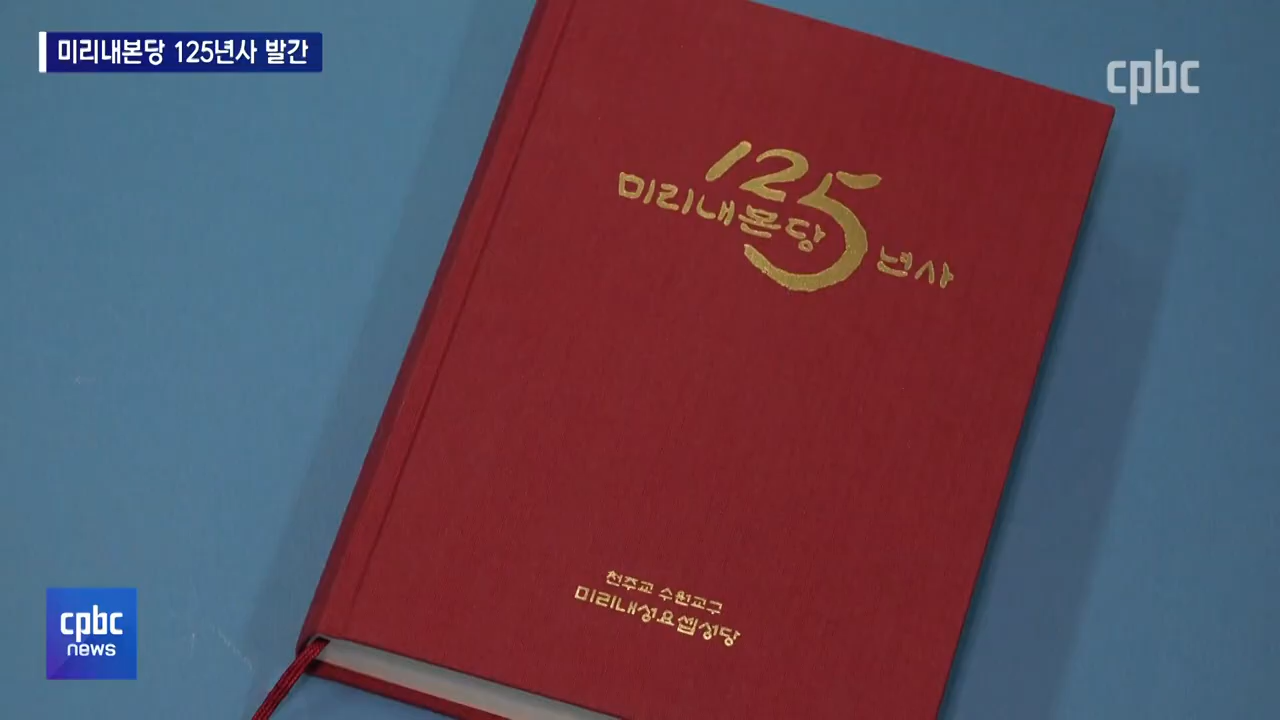 미리내본당 125년사 발간
cpbc
125
미리내본당 년사
천주교 수원교구
미리내성요셉성당
cpbc
news